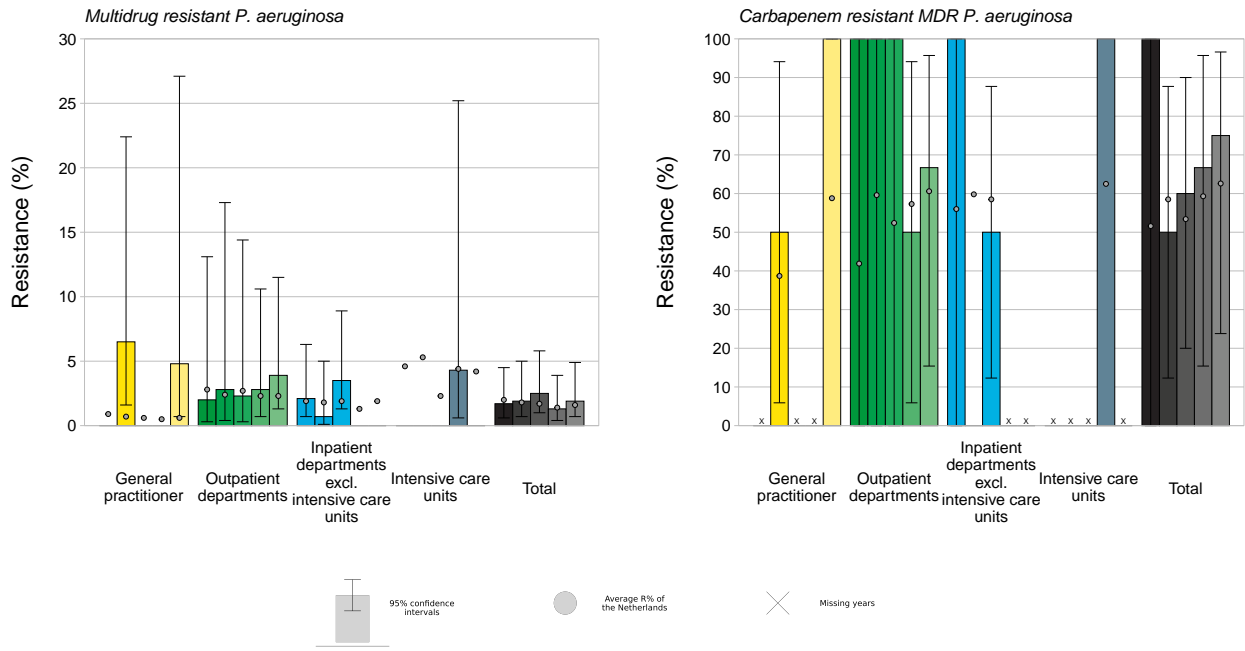 Multidrug resistant P. aeruginosa
30
25
20
15
10
5
0
Resistance (%)
General
practitioner
Outpatient
departments
Inpatient
departments
excl.
intensive care
units
Intensive care
units
Total
Carbapenem resistant MDR P. aeruginosa
100
90
80
70
60
50
40
30
20
10
0
Resistance (%)
x x x x x x x x x
General
practitioner
Outpatient
departments
Inpatient
departments
excl.
intensive care
units
Intensive care
units
Total
95% confidence
intervals
Average R% of
the Netherlands
Missing years